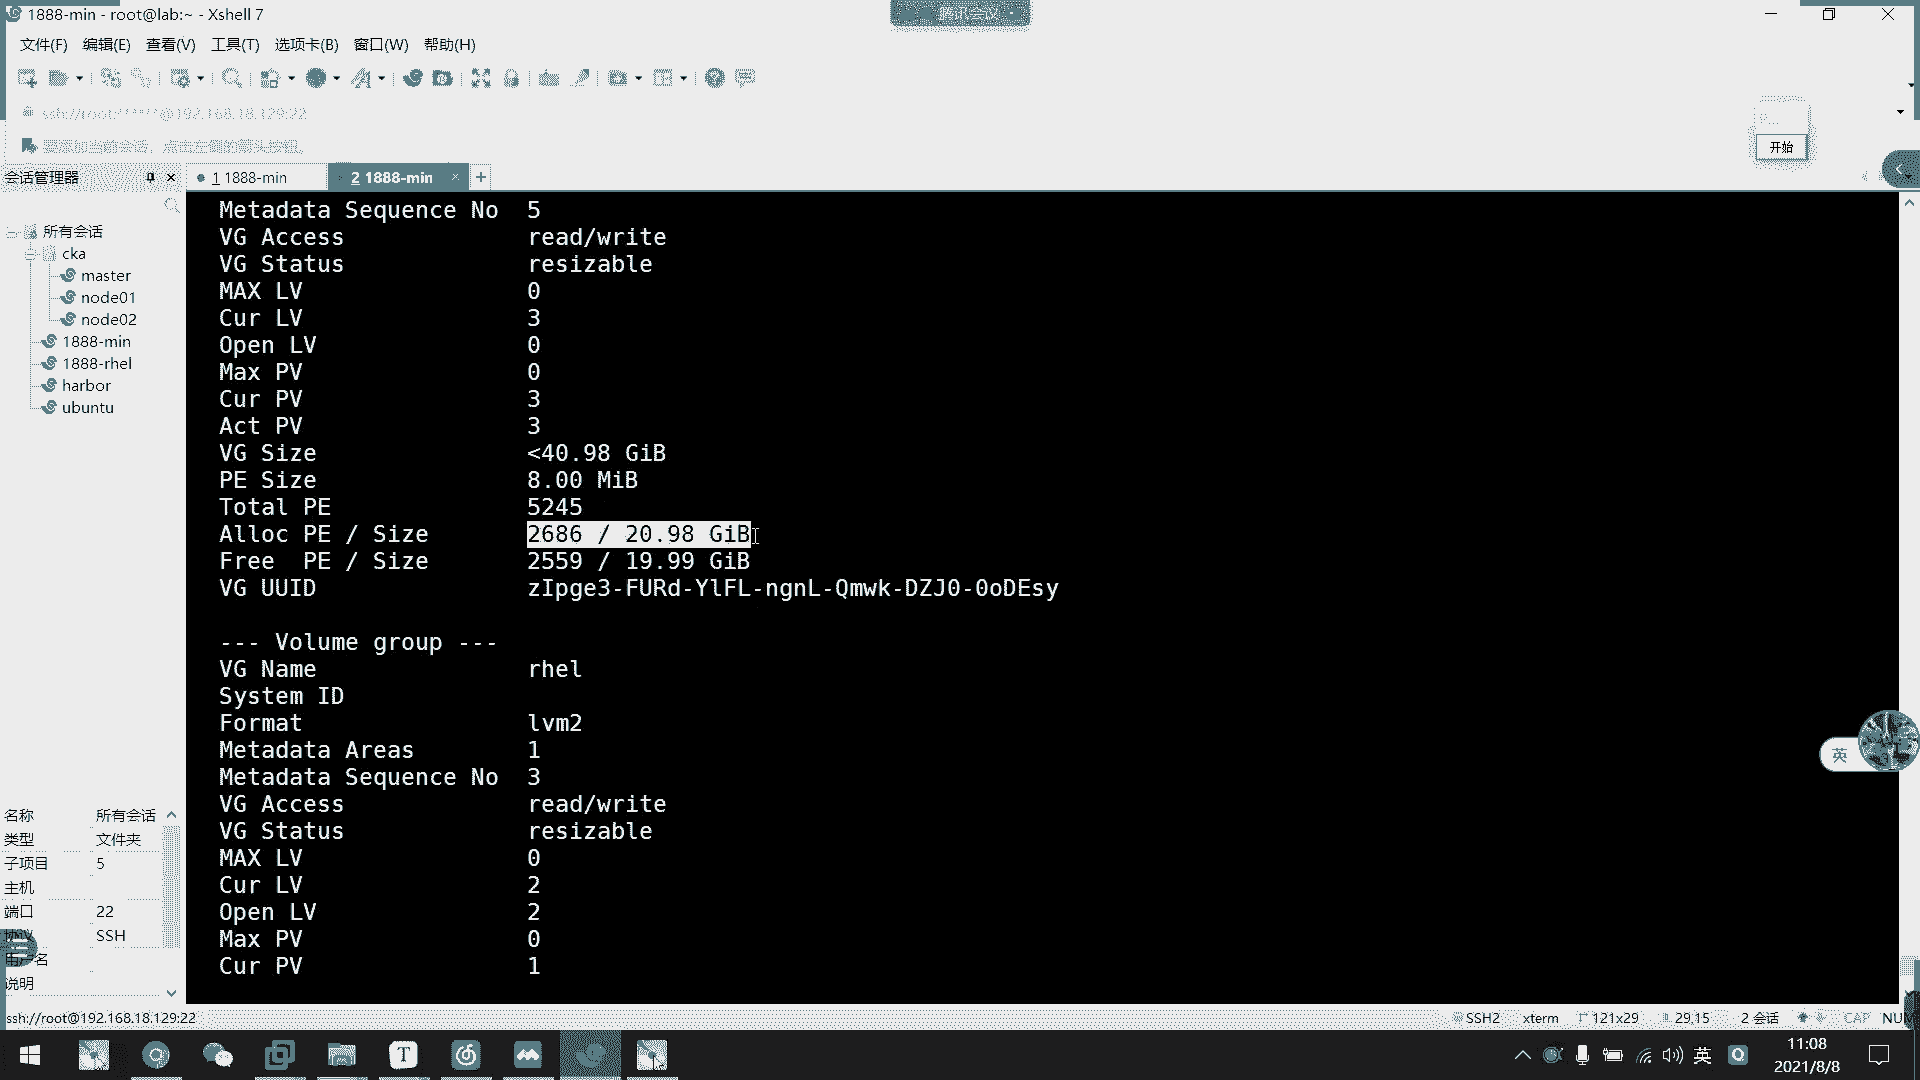 1888-min - root@lab:~ - Xshell 7
腾讯会议
文件(F) 编辑(E) 查看(V) 工具(T) 选项卡(B) 窗口(W) 帮助(H)
ssh://root:*****@192.168.18.129:22
要添加当前会话，点击左侧的箭头按钮。
开始
会话管理器
1 1888-min
2 1888-min × +
所有会话
cka
master
node01
node02
1888-min
1888-rhel
harbor
ubuntu
Metadata Sequence No 5
VG Access read/write
VG Status resizable
MAX LV 0
Cur LV 3
Open LV 0
Max PV 0
Cur PV 3
Act PV 3
VG Size <40.98 GiB
PE Size 8.00 MiB
Total PE 5245
Alloc PE / Size 2686 / 20.98 GiB
Free PE / Size 2559 / 19.99 GiB
VG UUID zIpge3-FURd-YlFL-ngnL-Qmwk-DZJ0-0oDEsy
--- Volume group ---
VG Name rhel
System ID
Format lvm2
Metadata Areas 1
Metadata Sequence No 3
VG Access read/write
VG Status resizable
MAX LV 0
Cur LV 2
Open LV 2
Max PV 0
Cur PV 1
名称 所有会话
类型 文件夹
子项目 5
主机
端口 22
协议 SSH
用户名
说明
英
ssh://root@192.168.18.129:22
SSH2 xterm 121x29 29,15 2 会话 CAP NUM
英
11:08
2021/8/8